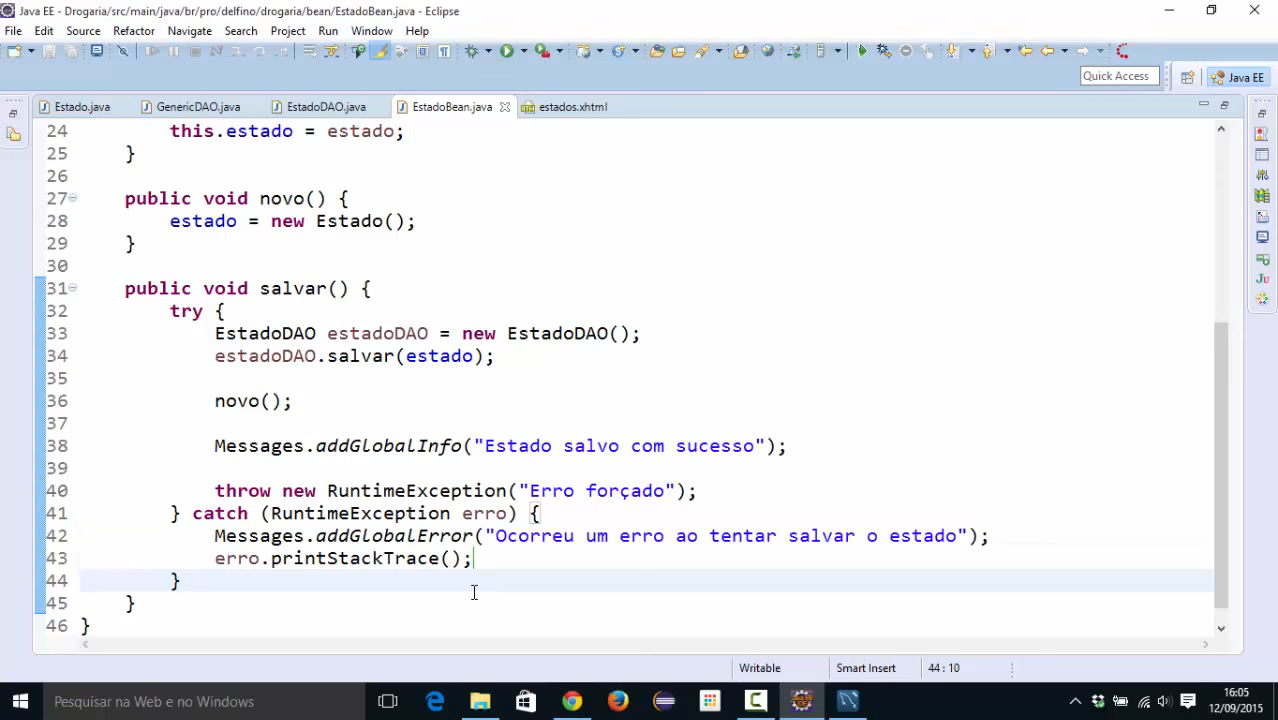 Java EE - Drogaria/src/main/java/br/pro/delfino/drogaria/bean/EstadoBean.java - Eclipse
File Edit Source Refactor Navigate Search Project Run Window Help
Quick Access Java EE
Estado.java GenericDAO.java EstadoDAO.java EstadoBean.java estados.xhtml
24 this.estado = estado;
25 }
26
27 public void novo() {
28 estado = new Estado();
29 }
30
31 public void salvar() {
32 try {
33 EstadoDAO estadoDAO = new EstadoDAO();
34 estadoDAO.salvar(estado);
35
36 novo();
37
38 Messages.addGlobalInfo("Estado salvo com sucesso");
39
40 throw new RuntimeException("Erro forçado");
41 } catch (RuntimeException erro) {
42 Messages.addGlobalError("Ocorreu um erro ao tentar salvar o estado");
43 erro.printStackTrace();
44 }
45 }
46 }
Writable Smart Insert 44 : 10
Pesquisar na Web e no Windows
16:05
12/09/2015